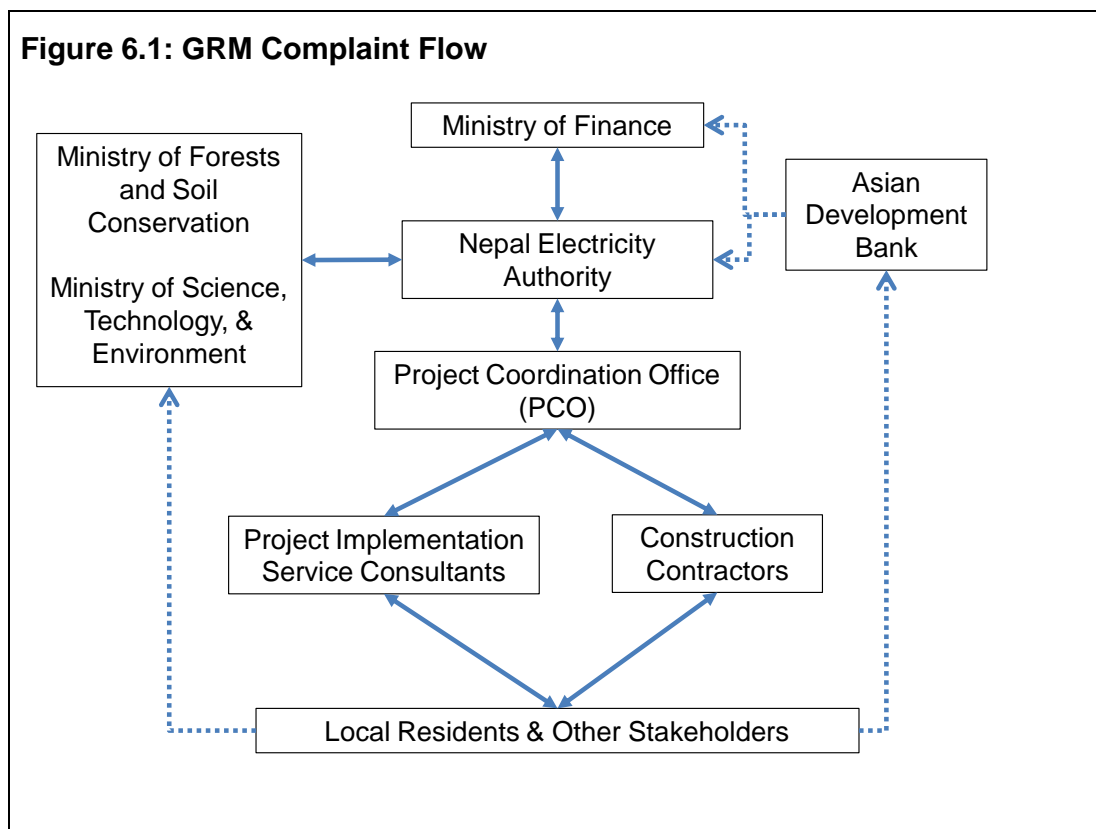 Figure 6.1: GRM Complaint Flow
Ministry of Finance
Ministry of Forests
and Soil
Conservation
Ministry of Science,
Technology, &
Environment
Asian
Development
Bank
Nepal Electricity
Authority
Project Coordination Office
(PCO)
Project Implementation
Service Consultants
Construction
Contractors
Local Residents & Other Stakeholders